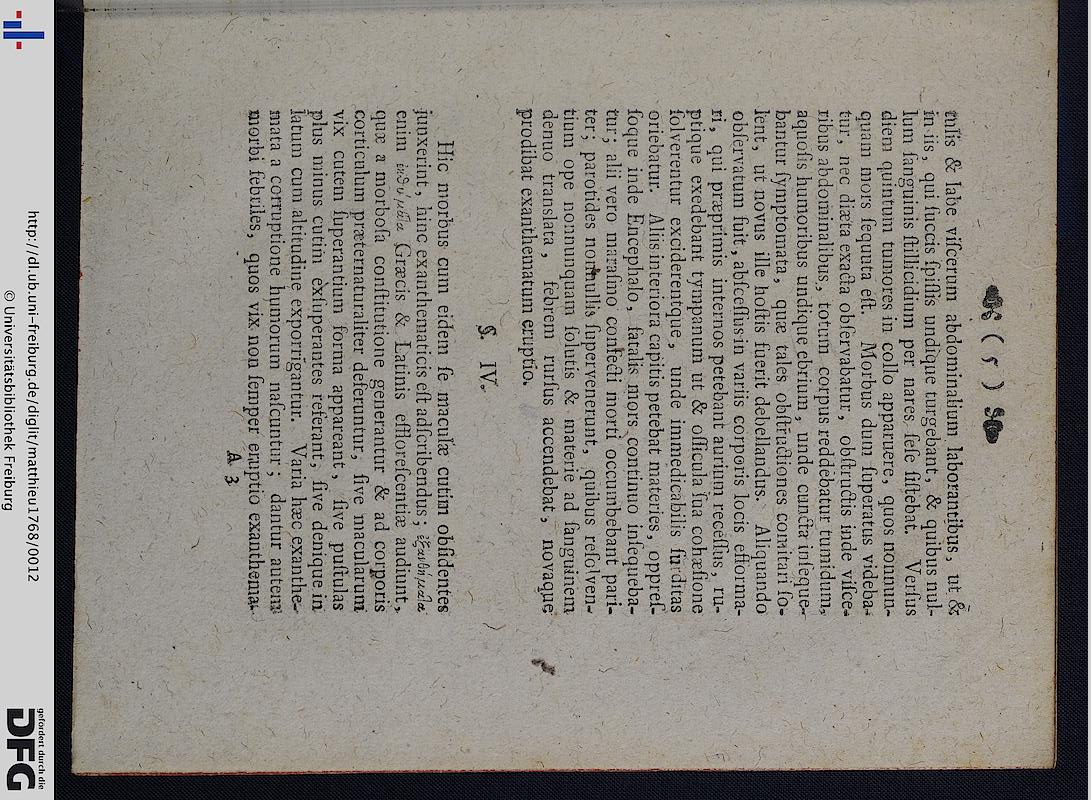 ( 5 )
tulis & labe viſcerum abdominalium laborantibus, ut &
in iis, qui ſuccis ſpiſſis undique turgebant, & quibus nul-
lum ſanguinis ſtillicidium per nares ſeſe ſiſtebat. Verſus
diem quintum tumores in collo apparuere, quos nonnun-
quam mors ſequuta eſt. Morbus dum ſuperatus videba-
tur, nec diæta exacta obſervabatur, obſtructis inde viſce-
ribus abdominalibus, totum corpus reddebatur tumidum,
aquoſis humoribus undique ebrium, unde cuncta inſeque-
bantur ſymptomata, quæ tales obſtructiones comitari ſo-
lent, ut novus ille hoſtis fuerit debellandus. Aliquando
obſervatum fuit, abſceſſus in variis corporis locis efforma-
ri, qui præprimis internos petebant aurium receſſus, ru-
ptique exedebant tympanum ut & officula ſua cohæſione
ſolverentur exciderentque, unde immedicabilis ſurditas
oriebatur. Aliis interiora capitis petebat materies, oppreſ-
ſoque inde Encephalo, fatalis mors continuo inſequeba-
tur; alii vero maraſmo confecti morti occumbebant pari-
ter; parotides nonnullis ſupervenerunt, quibus reſolven-
tium ope nonnunquam ſolutis & materie ad ſanguinem
denuo translata, febrem rurſus accendebat, novaque
prodibat exanthematum eruptio.
§. IV.
Hic morbus cum eidem ſe maculæ cutim obſidentes
junxerint, hinc exanthematicis eſt adſcribendus; ἐξανθήματα
enim Græcis & Latinis effloreſcentiæ audiunt,
quæ a morboſa conſtitutione generantur & ad corporis
corticulum præternaturaliter deferuntur, ſive macularum
vix cutem ſuperantium forma appareant, ſive puſtulas
plus minus cutim exſuperantes referant, ſive denique in
latum cum altitudine exporrigantur. Varia hæc exanthe-
mata a corruptione humorum naſcuntur; dantur autem
morbi febriles, quos vix non ſemper eruptio exanthema-
A 3
http://dl.ub.uni-freiburg.de/diglit/matthieu1768/0012
© Universitätsbibliothek Freiburg
gefördert durch die
DFG